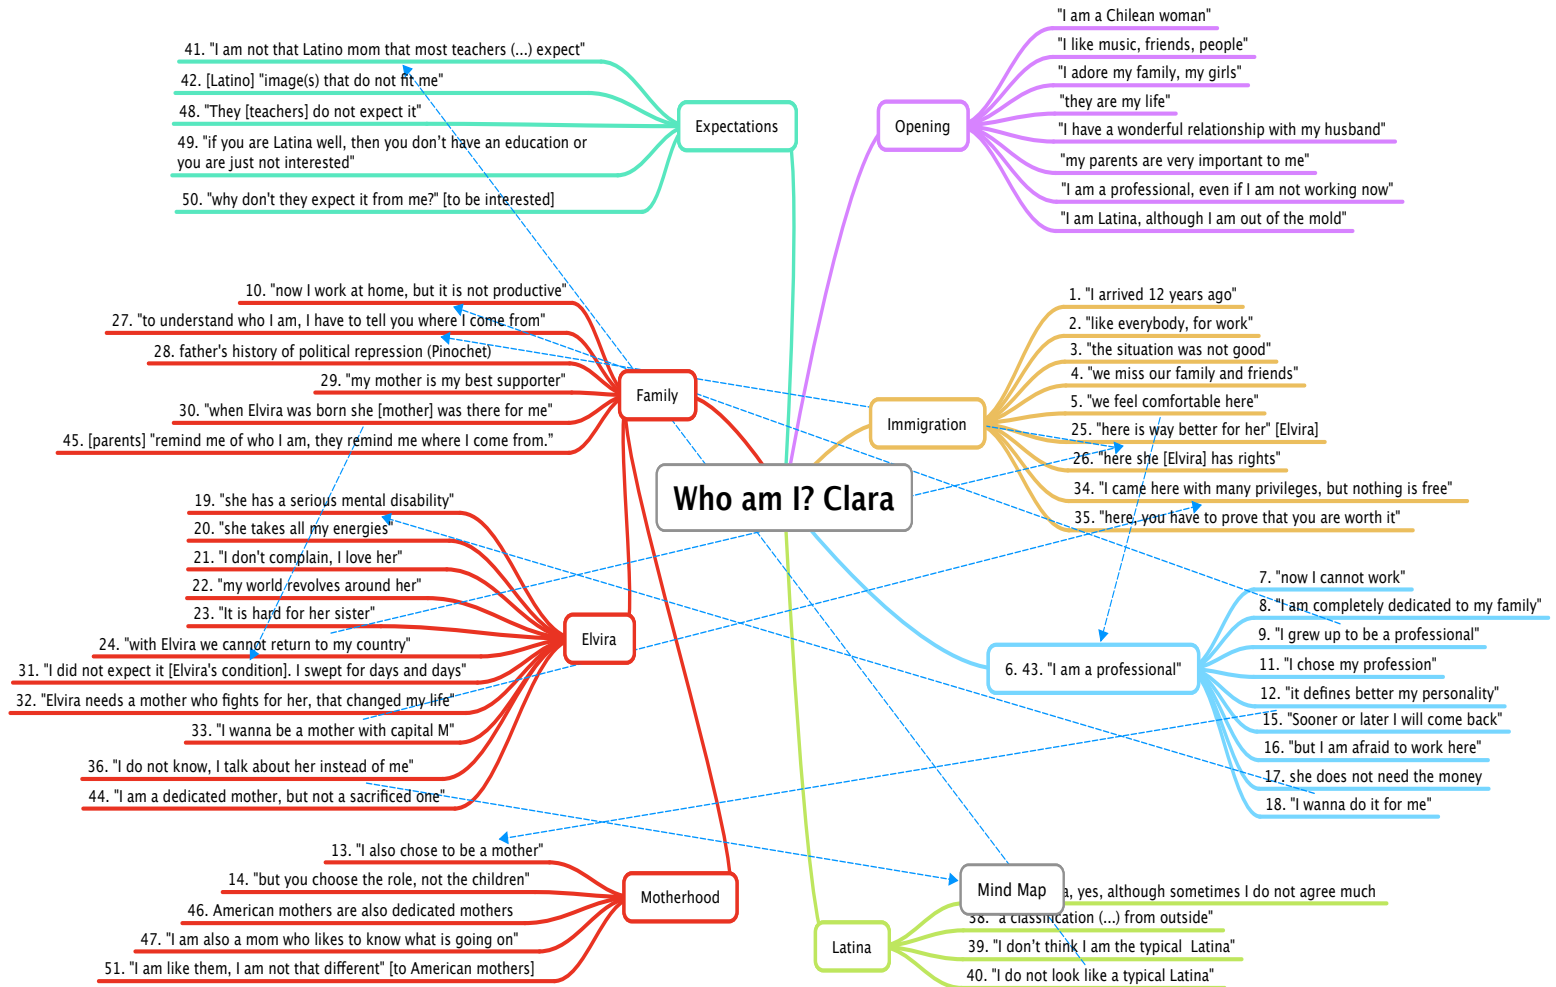 41. "I am not that Latino mom that most teachers (...) expect"
42. [Latino] "image(s) that do not fit me"
48. "They [teachers] do not expect it"
49. "if you are Latina well, then you don't have an education or
you are just not interested"
50. "why don't they expect it from me?" [to be interested]
Expectations
Opening
"I am a Chilean woman"
"I like music, friends, people"
"I adore my family, my girls"
"they are my life"
"I have a wonderful relationship with my husband"
"my parents are very important to me"
"I am a professional, even if I am not working now"
"I am Latina, although I am out of the mold"
10. "now I work at home, but it is not productive"
27. "to understand who I am, I have to tell you where I come from"
28. father's history of political repression (Pinochet)
29. "my mother is my best supporter"
30. "when Elvira was born she [mother] was there for me"
45. [parents] "remind me of who I am, they remind me where I come from."
Family
Immigration
1. "I arrived 12 years ago"
2. "like everybody, for work"
3. "the situation was not good"
4. "we miss our family and friends"
5. "we feel comfortable here"
25. "here is way better for her" [Elvira]
26. "here she [Elvira] has rights"
34. "I came here with many privileges, but nothing is free"
35. "here, you have to prove that you are worth it"
Who am I? Clara
19. "she has a serious mental disability"
20. "she takes all my energies"
21. "I don't complain, I love her"
22. "my world revolves around her"
23. "It is hard for her sister"
24. "with Elvira we cannot return to my country"
31. "I did not expect it [Elvira's condition]. I swept for days and days"
32. "Elvira needs a mother who fights for her, that changed my life"
33. "I wanna be a mother with capital M"
36. "I do not know, I talk about her instead of me"
44. "I am a dedicated mother, but not a sacrificed one"
Elvira
6. 43. "I am a professional"
7. "now I cannot work"
8. "I am completely dedicated to my family"
9. "I grew up to be a professional"
11. "I chose my profession"
12. "it defines better my personality"
15. "Sooner or later I will come back"
16. "but I am afraid to work here"
17. she does not need the money
18. "I wanna do it for me"
13. "I also chose to be a mother"
14. "but you choose the role, not the children"
46. American mothers are also dedicated mothers
47. "I am also a mom who likes to know what is going on"
51. "I am like them, I am not that different" [to American mothers]
Motherhood
Mind Map
Latina
yes, although sometimes I do not agree much
38. "a classification (...) from outside"
39. "I don't think I am the typical Latina"
40. "I do not look like a typical Latina"